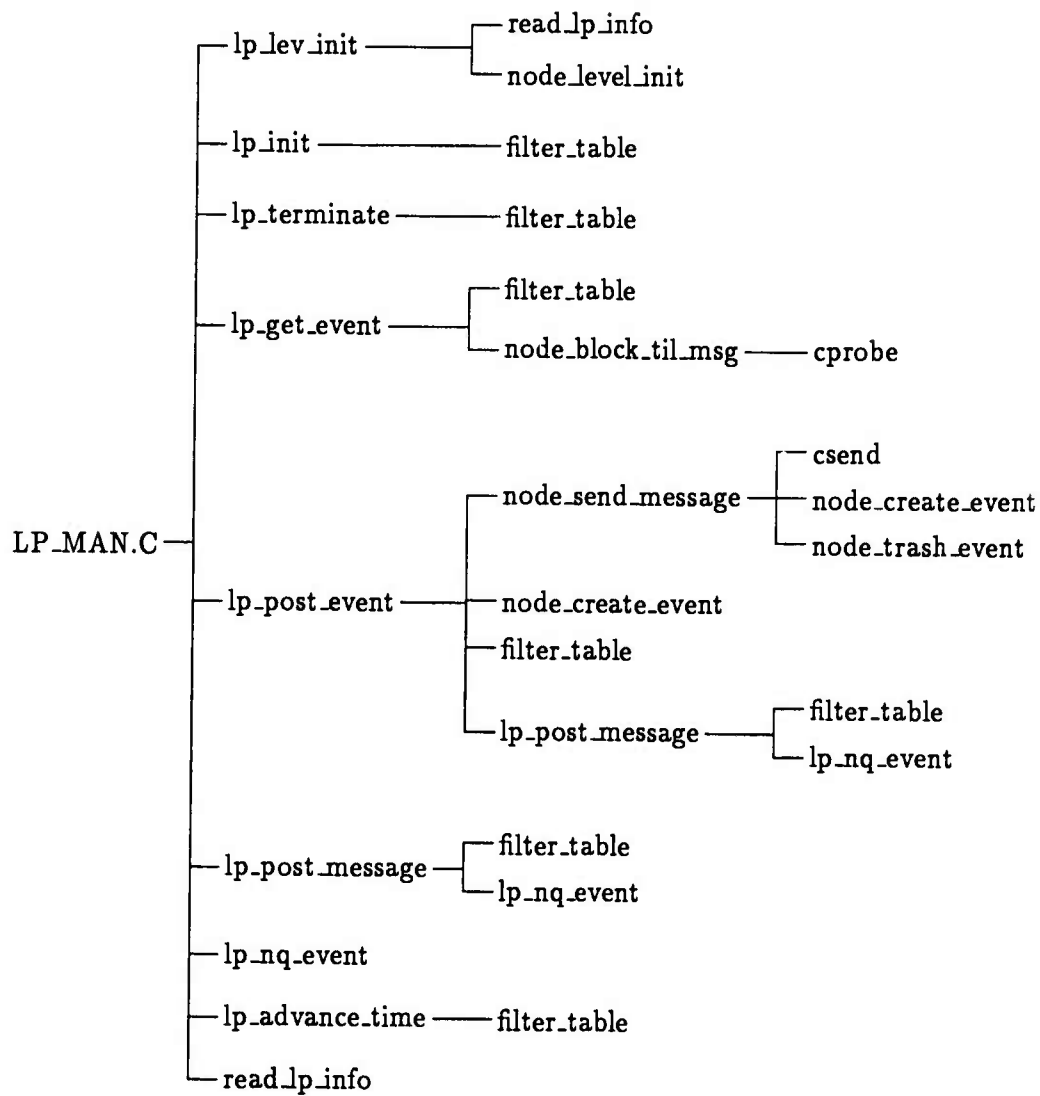 read_lp_info
lp_lev_init
node_level_init
lp_init
filter_table
lp_terminate
filter_table
filter_table
lp_get_event
node_block_til_msg
cprobe
csend
node_send_message
node_create_event
node_trash_event
LP_MAN.C
lp_post_event
node_create_event
filter_table
filter_table
lp_post_message
lp_nq_event
filter_table
lp_post_message
lp_nq_event
lp_nq_event
lp_advance_time
filter_table
read_lp_info